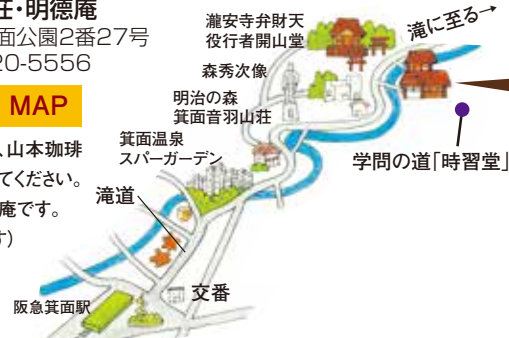 荘・明徳庵
面公園2番27号
20-5556
MAP
、山本珈琲
てください。
庵です。
す)
瀧安寺弁財天
役行者開山堂
滝に至る→
森秀次像
明治の森
箕面音羽山荘
箕面温泉
スパーガーデン
滝道
学問の道「時習堂」
交番
阪急箕面駅